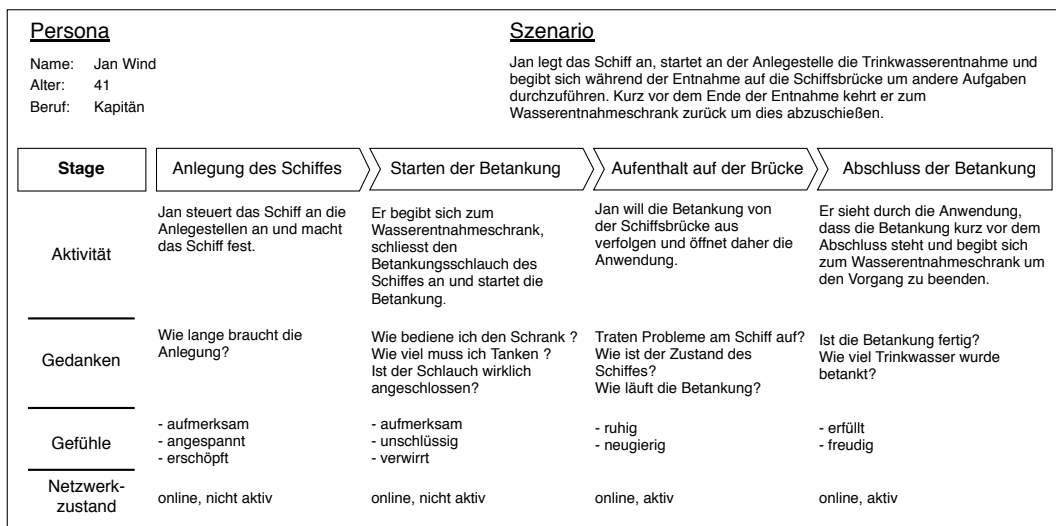 Persona
Name: Jan Wind
Alter: 41
Beruf: Kapitän
Szenario
Jan legt das Schiff an, startet an der Anlegestelle die Trinkwasserentnahme und
begibt sich während der Entnahme auf die Schiffsbrücke um andere Aufgaben
durchzuführen. Kurz vor dem Ende der Entnahme kehrt er zum
Wasserentnahmeschrank zurück um dies abzuschießen.
Stage
Anlegung des Schiffes
Starten der Betankung
Aufenthalt auf der Brücke
Abschluss der Betankung
Aktivität
Jan steuert das Schiff an die
Anlegestellen an und macht
das Schiff fest.
Er begibt sich zum
Wasserentnahmeschrank,
schliesst den
Betankungsschlauch des
Schiffes an und startet die
Betankung.
Jan will die Betankung von
der Schiffsbrücke aus
verfolgen und öffnet daher die
Anwendung.
Er sieht durch die Anwendung,
dass die Betankung kurz vor dem
Abschluss steht und begibt sich
zum Wasserentnahmeschrank um
den Vorgang zu beenden.
Gedanken
Wie lange braucht die
Anlegung?
Wie bediene ich den Schrank ?
Wie viel muss ich Tanken ?
Ist der Schlauch wirklich
angeschlossen?
Traten Probleme am Schiff auf?
Wie ist der Zustand des
Schiffes?
Wie läuft die Betankung?
Ist die Betankung fertig?
Wie viel Trinkwasser wurde
betankt?
Gefühle
- aufmerksam
- angespannt
- erschöpft
- aufmerksam
- unschlüssig
- verwirrt
- ruhig
- neugierig
- erfüllt
- freudig
Netzwerk-
zustand
online, nicht aktiv
online, nicht aktiv
online, aktiv
online, aktiv